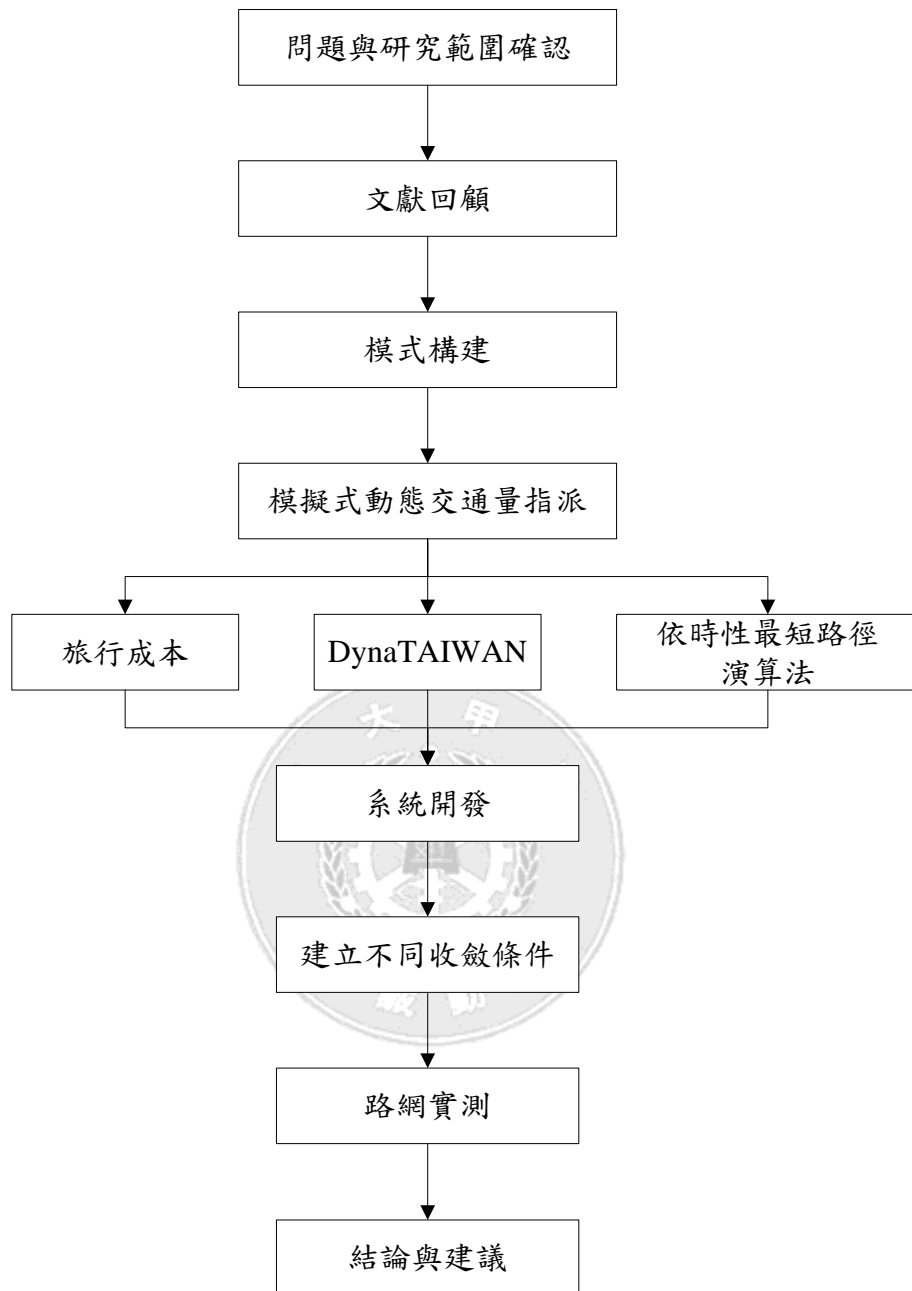 問題與研究範圍確認
文獻回顧
模式構建
模擬式動態交通量指派
旅行成本
DynaTAIWAN
依時性最短路徑
演算法
大甲
系統開發
建立不同收斂條件
路網實測
結論與建議